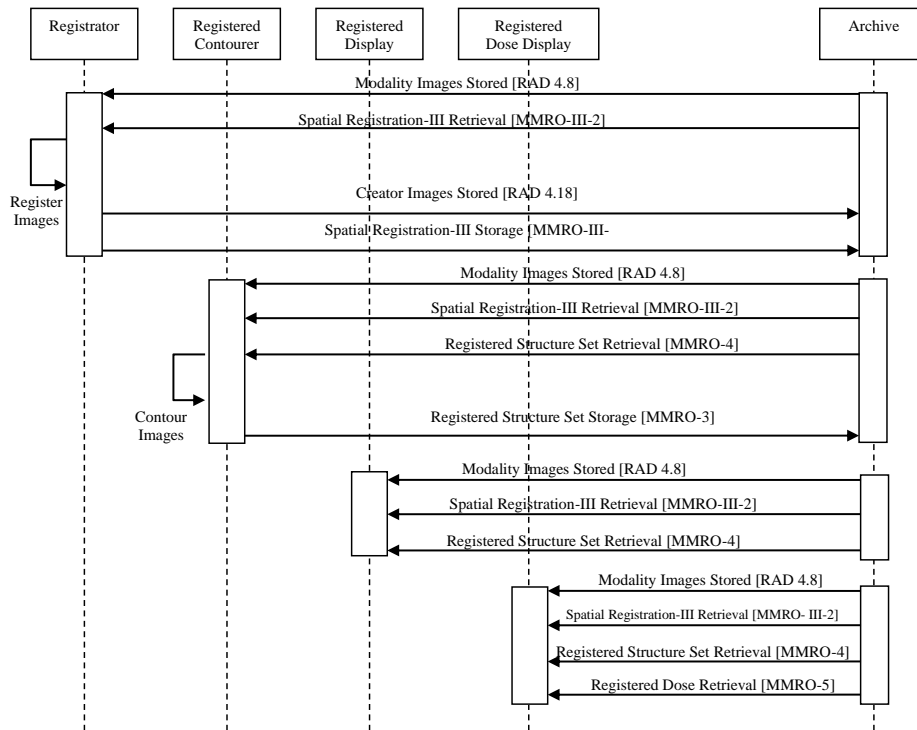 Registrator
Registered
Contourer
Registered
Display
Registered
Dose Display
Archive
Modality Images Stored [RAD 4.8]
Spatial Registration-III Retrieval [MMRO-III-2]
Register
Images
Creator Images Stored [RAD 4.18]
Spatial Registration-III Storage [MMRO-III-
Modality Images Stored [RAD 4.8]
Spatial Registration-III Retrieval [MMRO-III-2]
Registered Structure Set Retrieval [MMRO-4]
Contour
Images
Registered Structure Set Storage [MMRO-3]
Modality Images Stored [RAD 4.8]
Spatial Registration-III Retrieval [MMRO-III-2]
Registered Structure Set Retrieval [MMRO-4]
Modality Images Stored [RAD 4.8]
Spatial Registration-III Retrieval [MMRO- III-2]
Registered Structure Set Retrieval [MMRO-4]
Registered Dose Retrieval [MMRO-5]